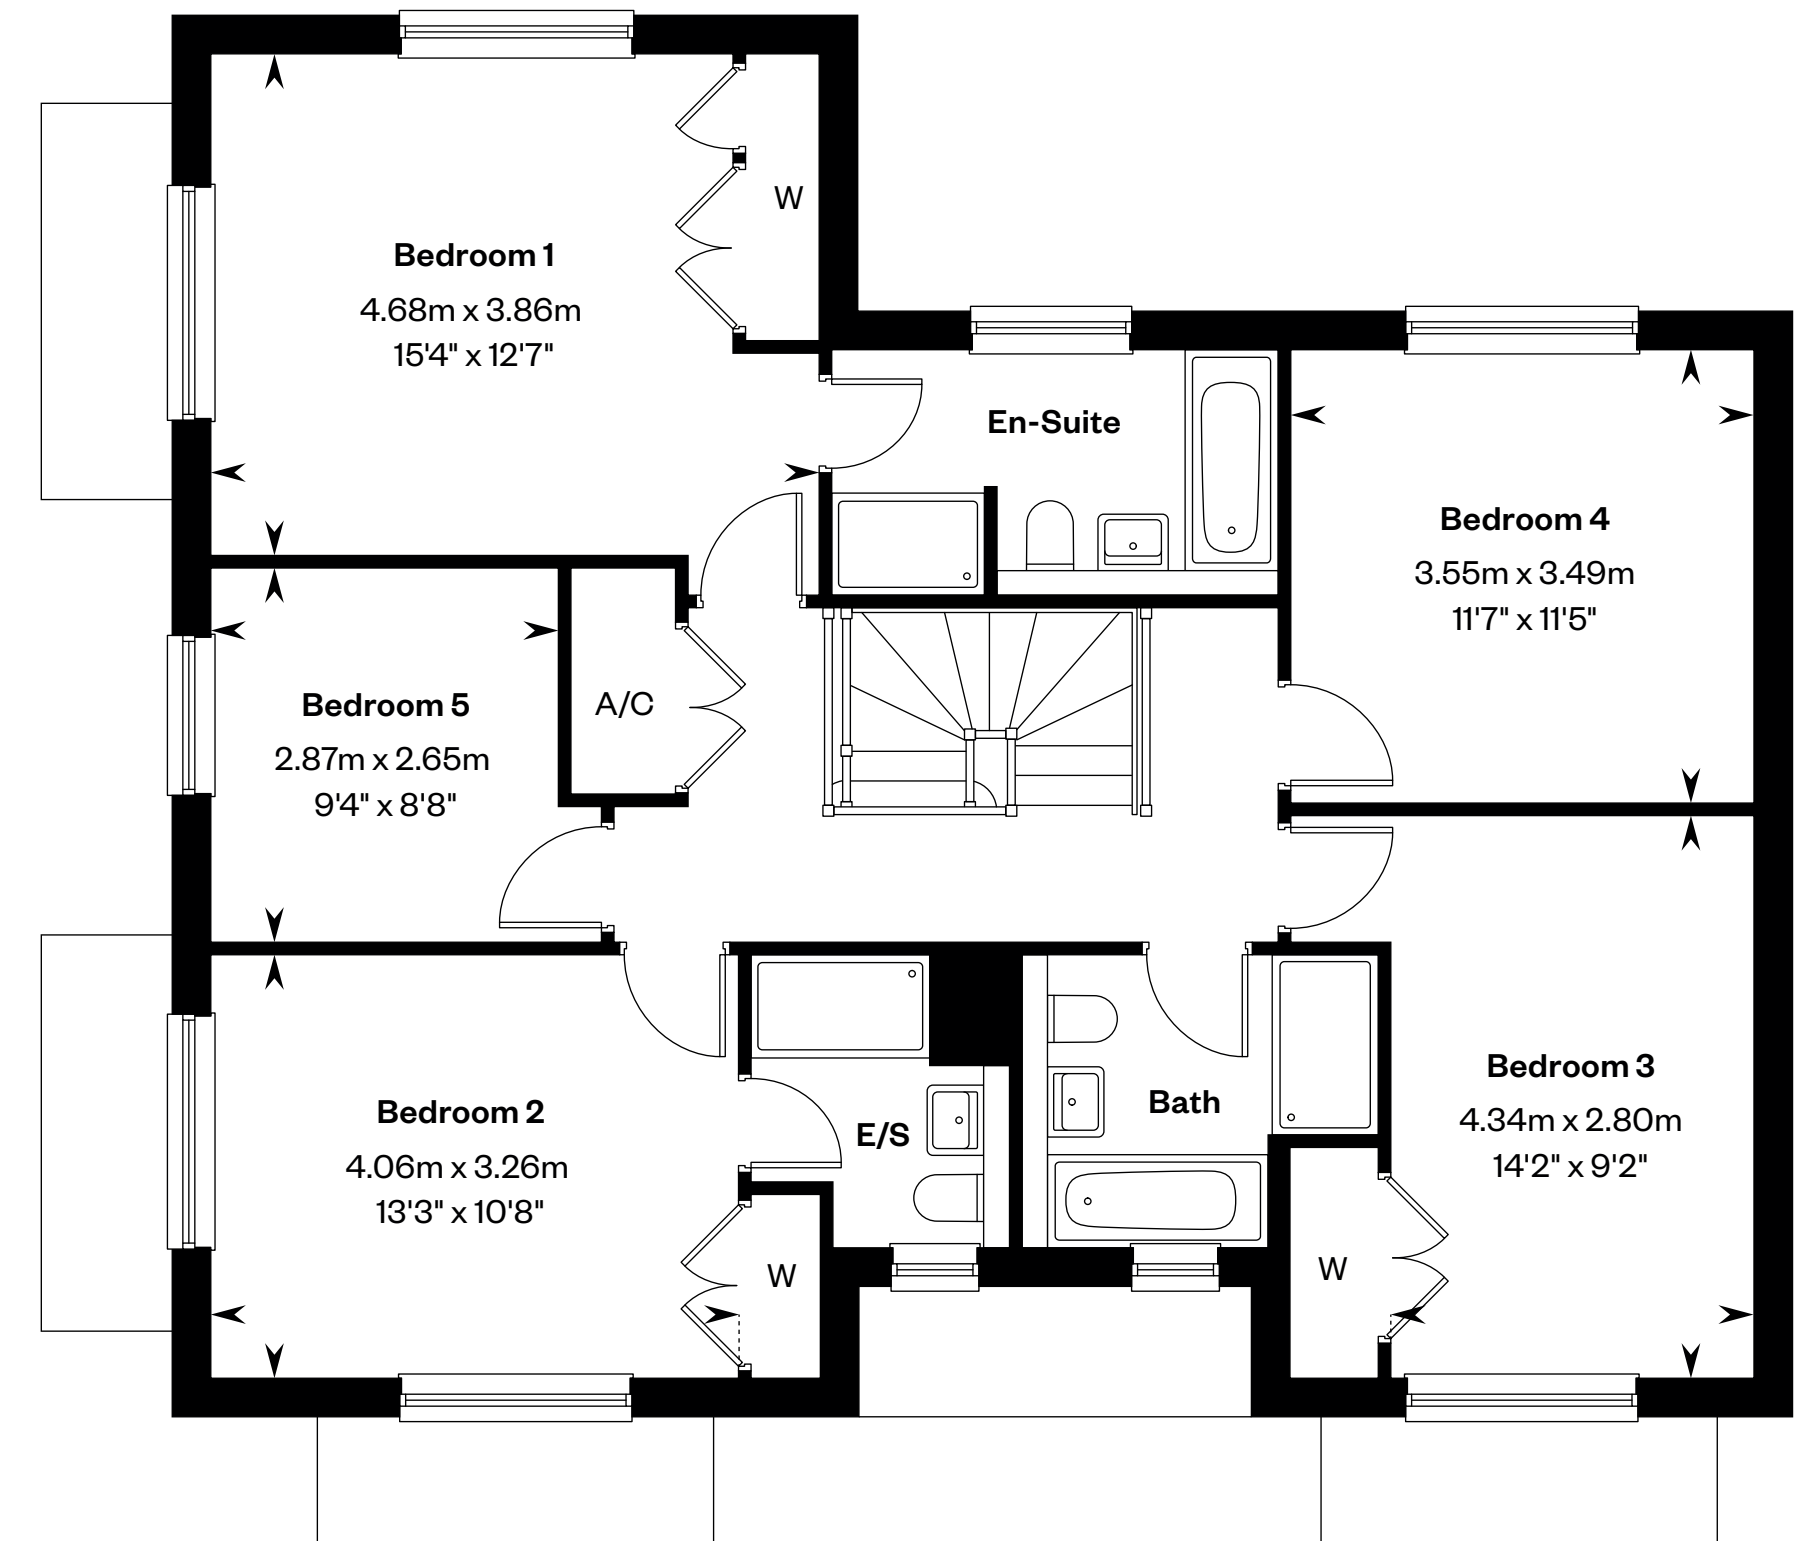 W
Bedroom 1
4.68m x 3.86m
15'4" x 12'7"
En-Suite
Bedroom 4
3.55m x 3.49m
11'7" x 11'5"
Bedroom 5
2.87m x 2.65m
9'4" x 8'8"
A/C
Bedroom 2
4.06m x 3.26m
13'3" x 10'8"
E/S
W
Bath
Bedroom 3
4.34m x 2.80m
14'2" x 9'2"
W